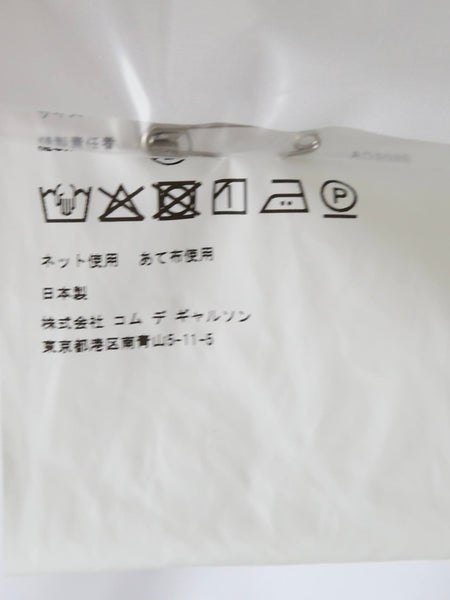 縫製責任者
P
ネット使用 あて布使用
日本製
株式会社 コム デ ギャルソン
東京都港区南青山5-11-5